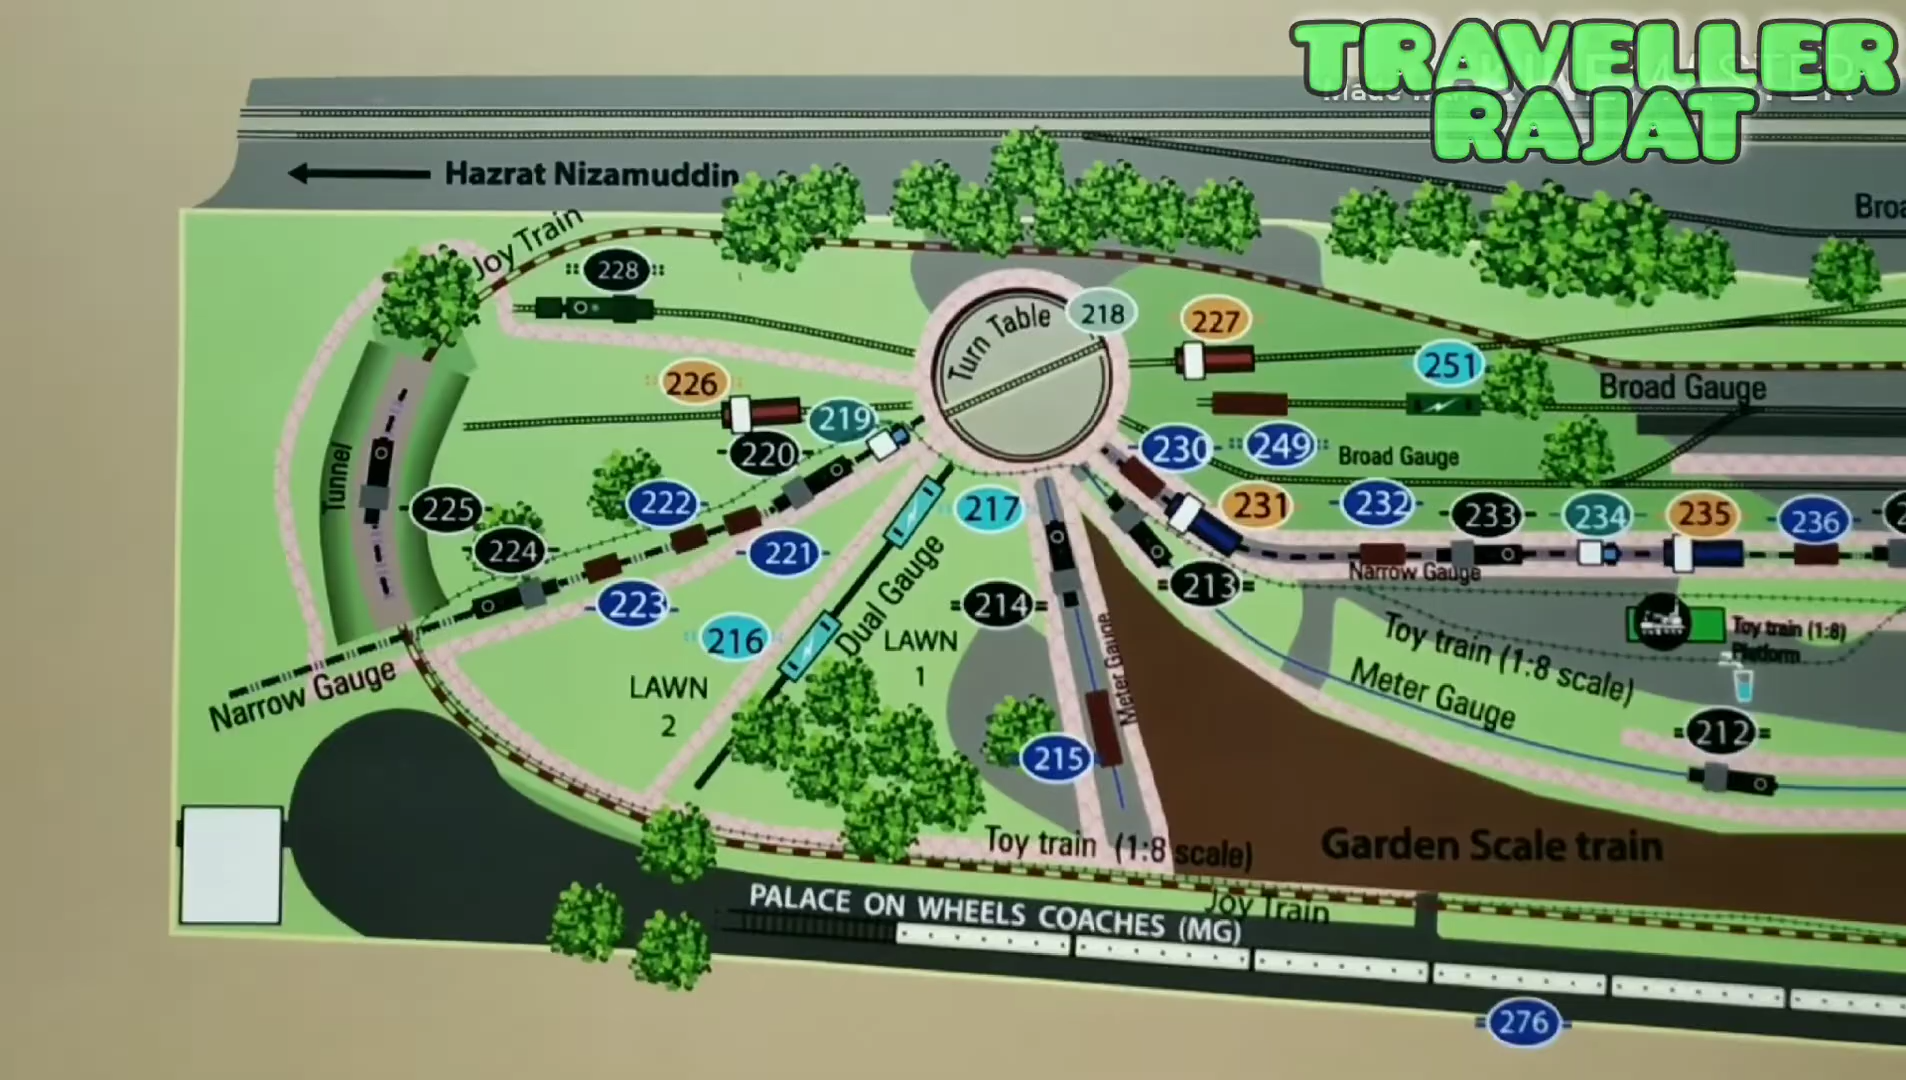 TRAVELLER
RAJAT
Made with KINEMASTER
Hazrat Nizamuddin
Joy Train
228
Turn Table
218
227
251
Broad Gauge
226
219
220
230
249
Broad Gauge
Tunnel
225
222
217
231
232
233
234
235
236
224
221
Narrow Gauge
223
214
213
216
Dual Gauge
LAWN
1
Meter Gauge
Toy train (1:8 scale)
Toy train (1:8)
Platform
Narrow Gauge
LAWN
2
Meter Gauge
212
215
Toy train (1:8 scale)
Garden Scale train
PALACE ON WHEELS COACHES (MG)
Joy Train
276